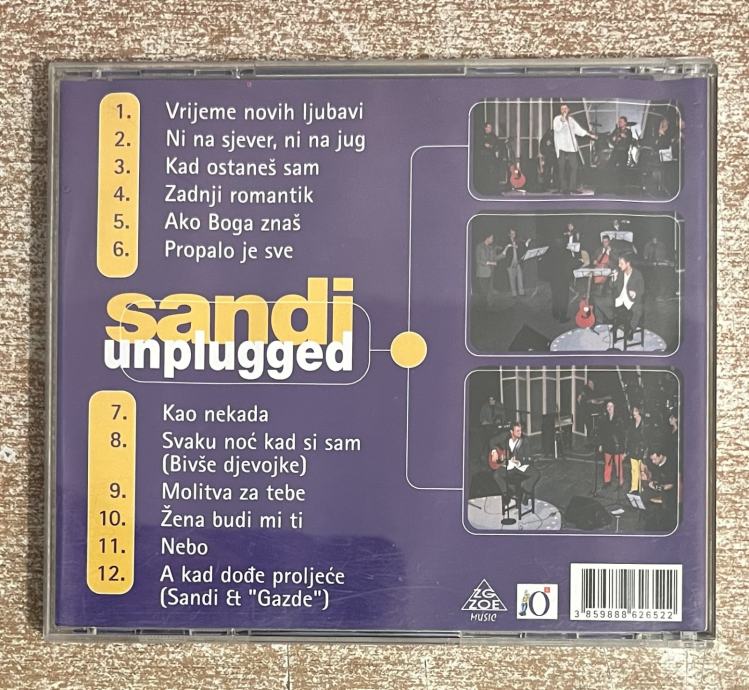 1. Vrijeme novih ljubavi
2. Ni na sjever, ni na jug
3. Kad ostaneš sam
4. Zadnji romantik
5. Ako Boga znaš
6. Propalo je sve
sandi
unplugged
7. Kao nekada
8. Svaku noć kad si sam
(Bivše djevojke)
9. Molitva za tebe
10. Žena budi mi ti
11. Nebo
12. A kad dođe proljeće
(Sandi & "Gazde")
ZG
ZOE
MUSIC
O
3 859888 626522